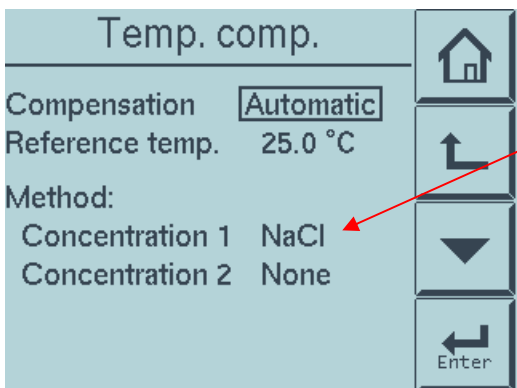 Temp. comp.
Compensation Automatic
Reference temp. 25.0 °C
Method:
Concentration 1 NaCl
Concentration 2 None
Enter